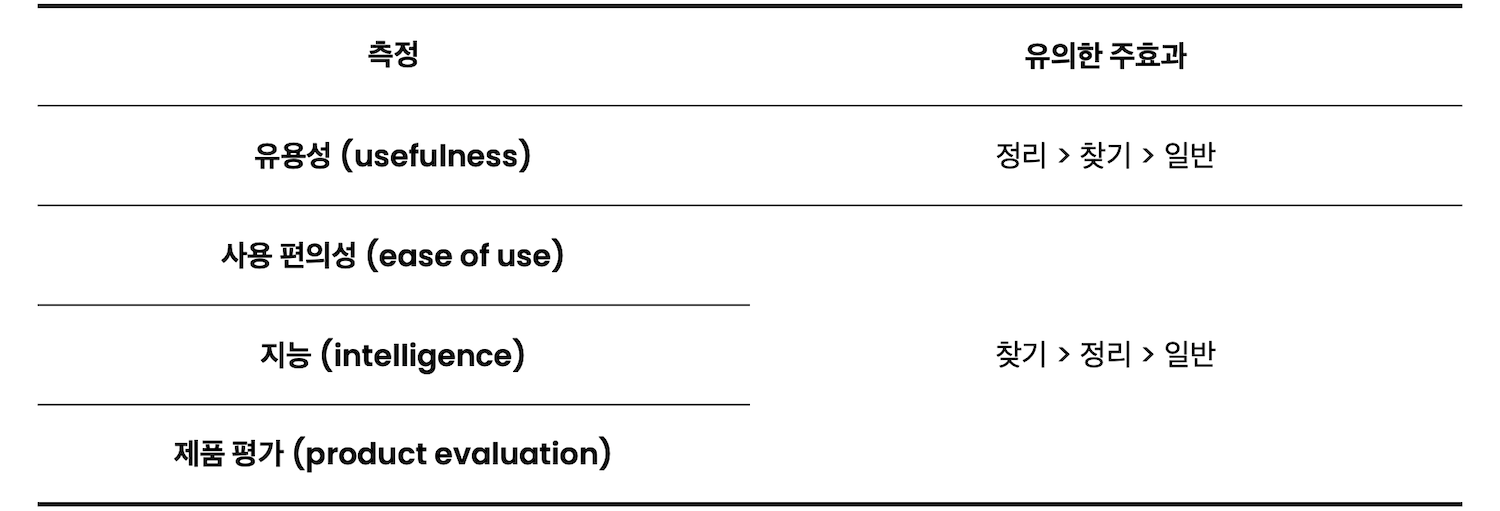 측정 유의한 주효과
유용성 (usefulness) 정리 > 찾기 > 일반
사용 편의성 (ease of use)
지능 (intelligence) 찾기 > 정리 > 일반
제품 평가 (product evaluation)